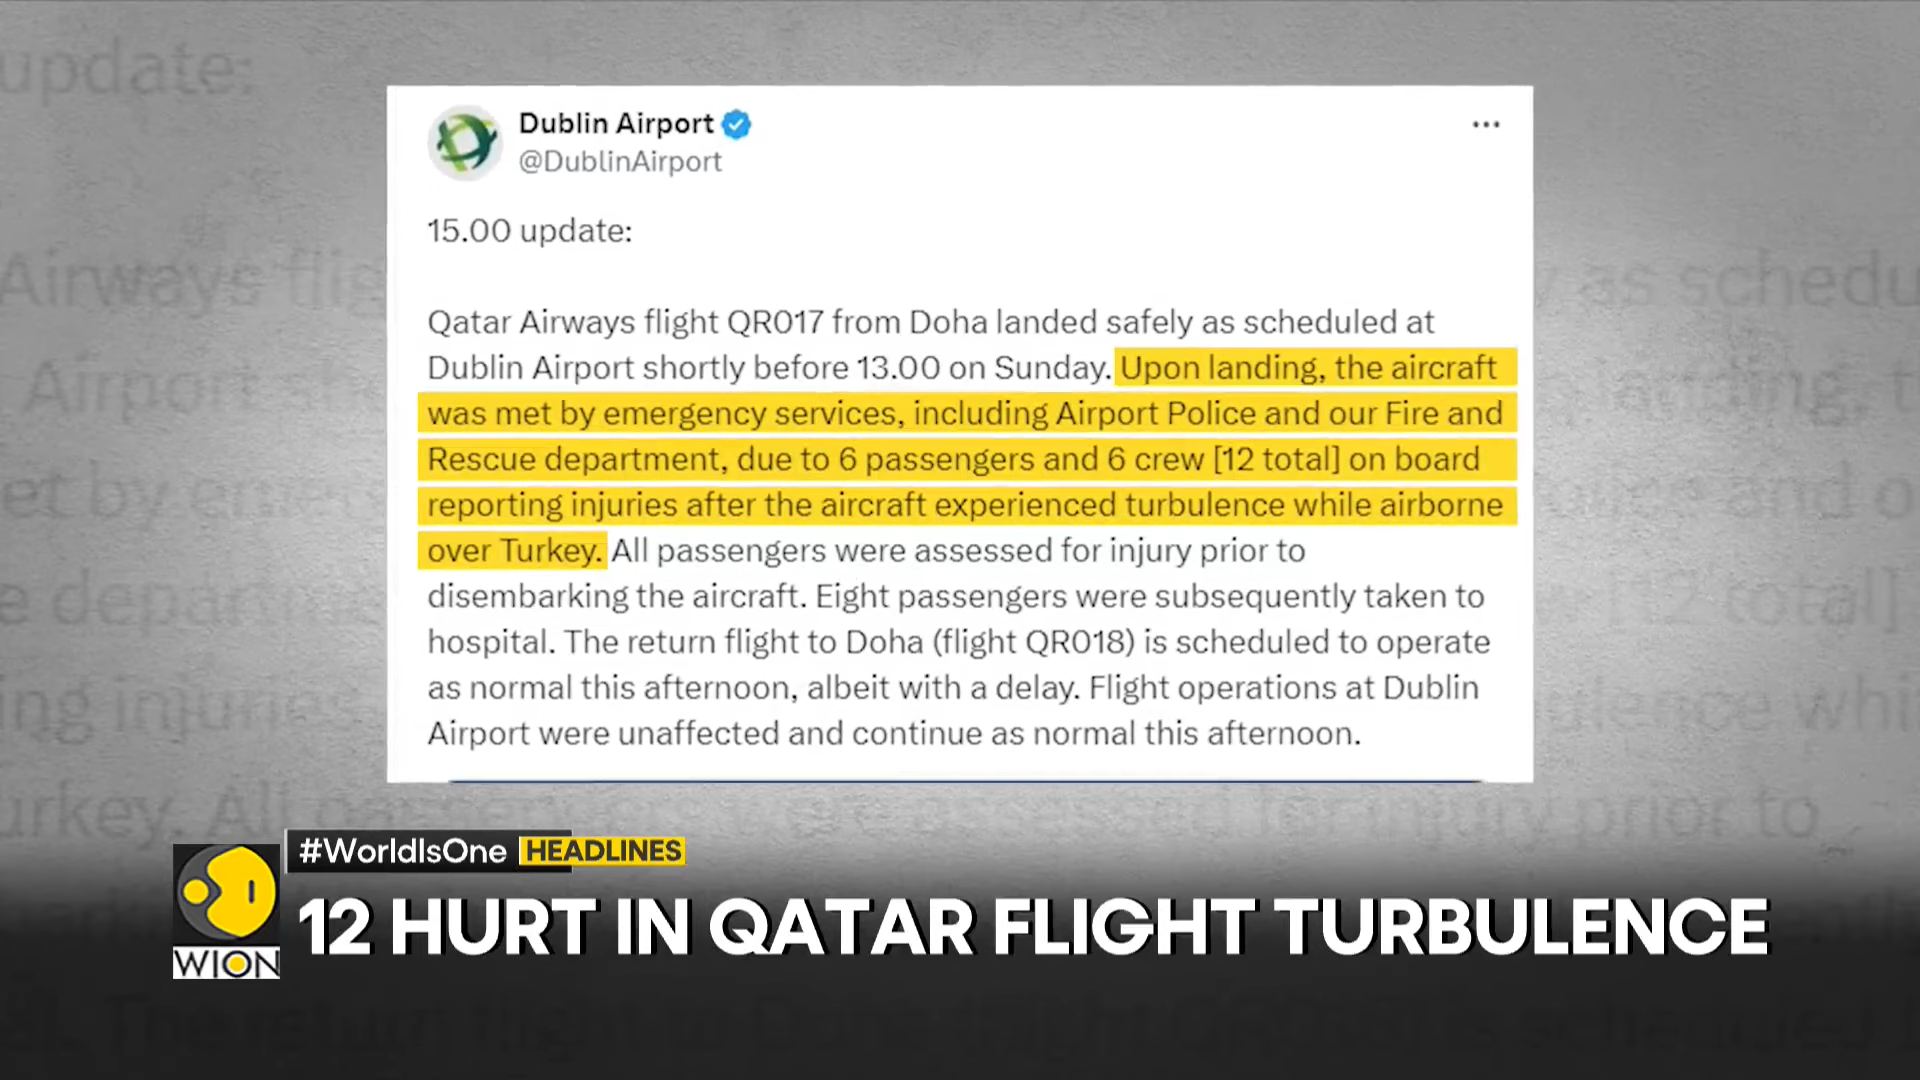 Dublin Airport
@DublinAirport
15.00 update:
Qatar Airways flight QR017 from Doha landed safely as scheduled at
Dublin Airport shortly before 13.00 on Sunday. Upon landing, the aircraft
was met by emergency services, including Airport Police and our Fire and
Rescue department, due to 6 passengers and 6 crew [12 total] on board
reporting injuries after the aircraft experienced turbulence while airborne
over Turkey. All passengers were assessed for injury prior to
disembarking the aircraft. Eight passengers were subsequently taken to
hospital. The return flight to Doha (flight QR018) is scheduled to operate
as normal this afternoon, albeit with a delay. Flight operations at Dublin
Airport were unaffected and continue as normal this afternoon.
#WorldIsOne HEADLINES
12 HURT IN QATAR FLIGHT TURBULENCE
WION